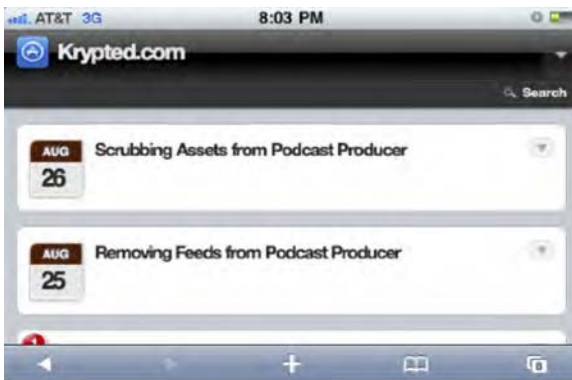 AT&T 3G 8:03 PM
Krypted.com
Search
AUG
26
Scrubbing Assets from Podcast Producer
AUG
25
Removing Feeds from Podcast Producer
1